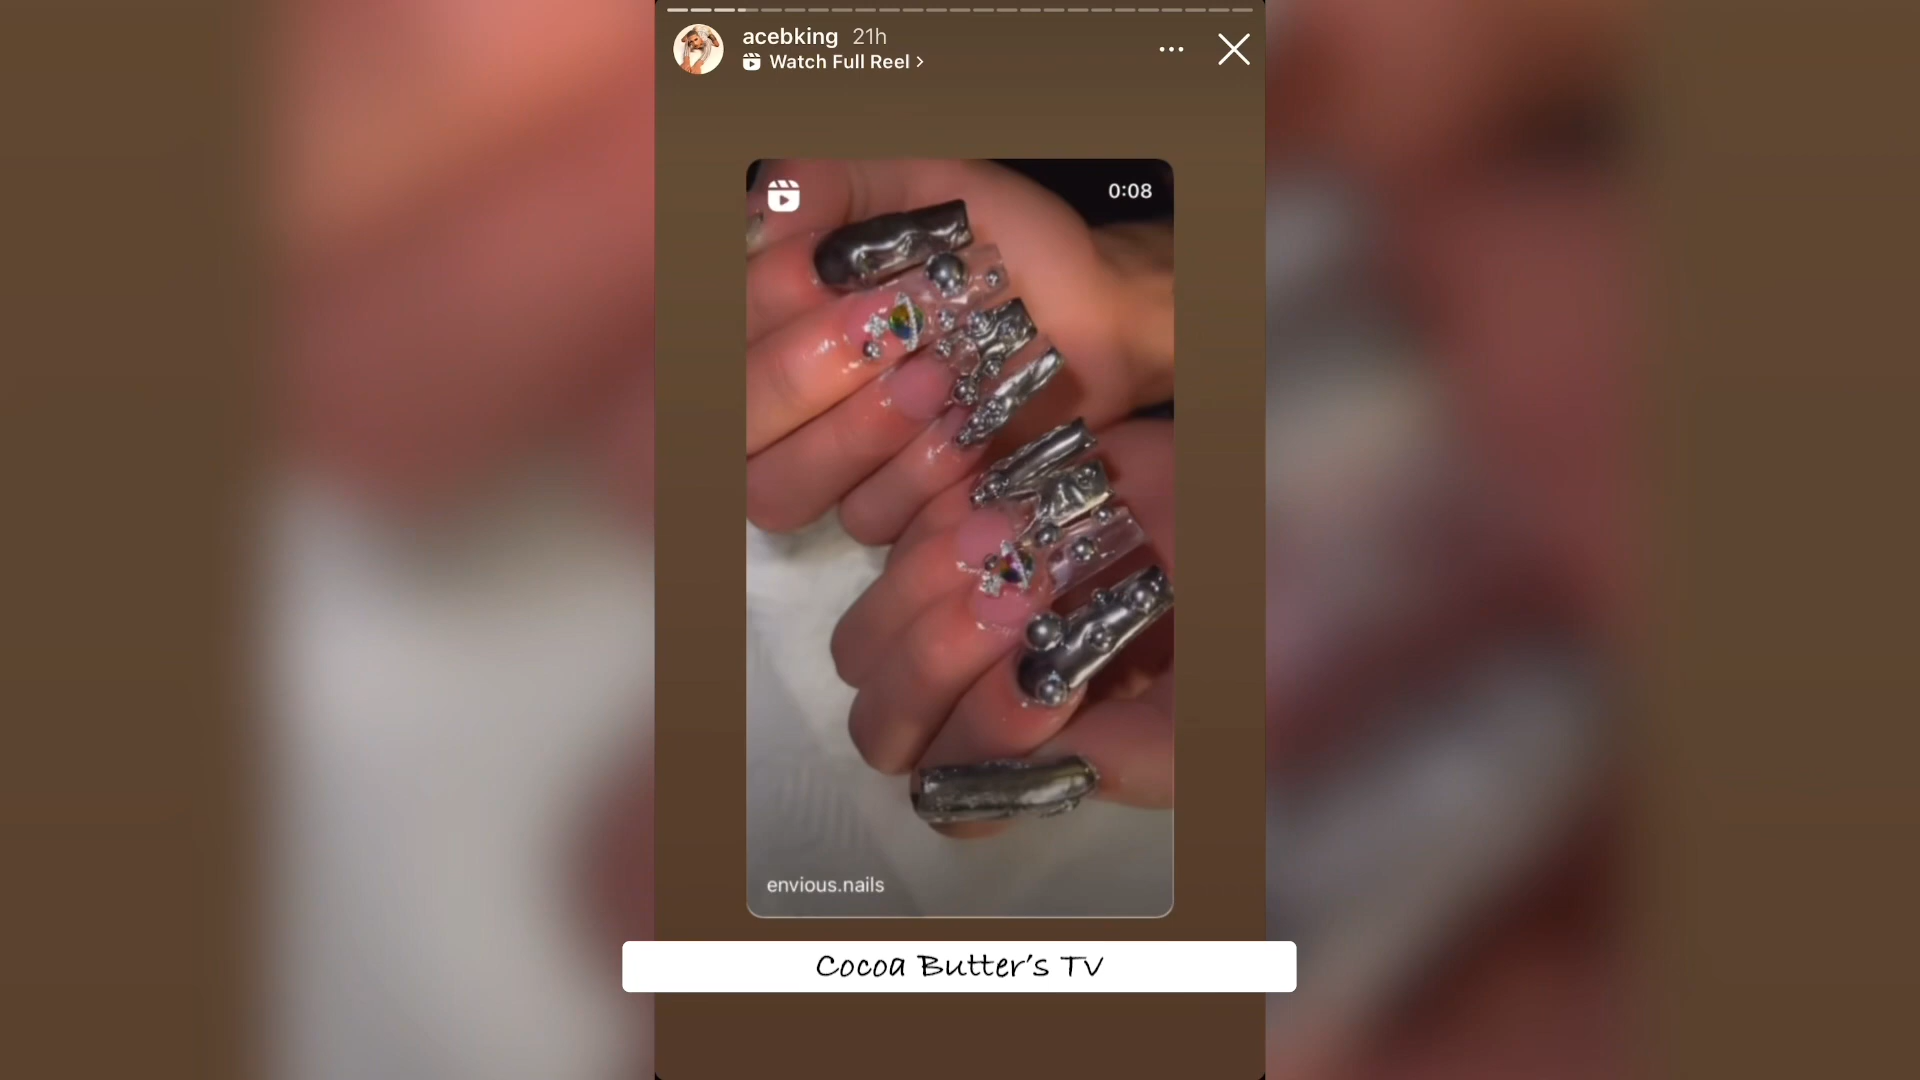 acebking 21h
Watch Full Reel >
0:08
envious.nails
Cocoa Butter's TV